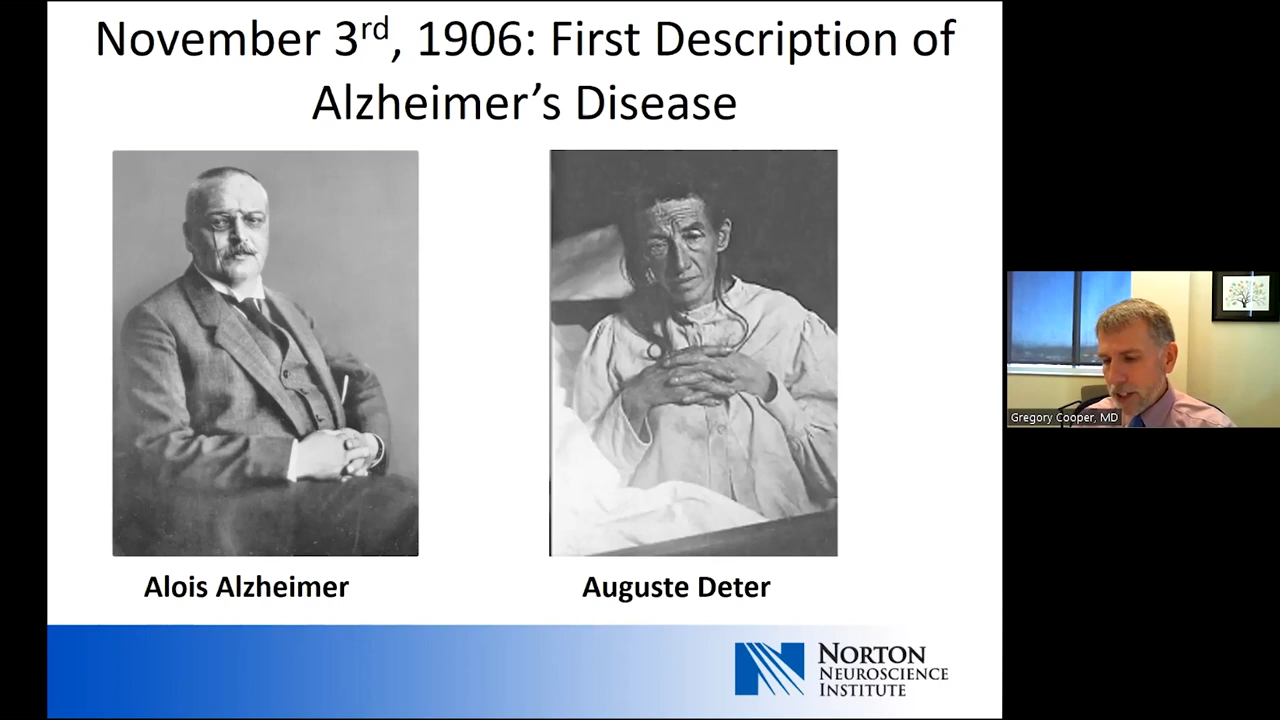 November 3rd, 1906: First Description of
Alzheimer’s Disease
Alois Alzheimer
Auguste Deter
NORTON
NEUROSCIENCE
INSTITUTE
Gregory Cooper, MD